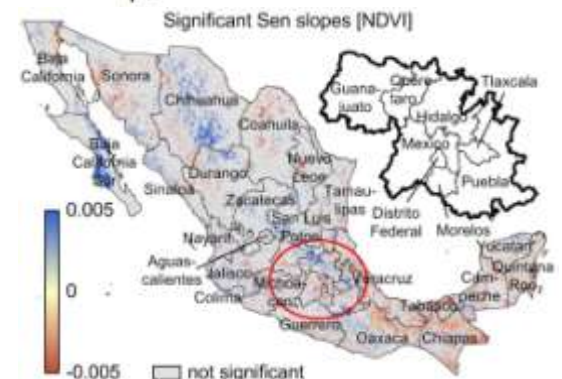 Significant Sen slopes [NDVI]
Baja
California
Sonora
Chihuahua
Coahuila
Baja
California
Sur
Sinaloa
Durango
Nuevo
Leon
Zacatecas
Tamau-
lipas
San Luis
Potosi
Nayarit
Aguas-
calientes
Jalisco
Colima
Michoa-
can
Guerrero
Veracruz
Oaxaca
Tabasco
Chiapas
Cam-
peche
Yucatan
Quintana
Roo
Guana-
juato
Quere-
taro
Hidalgo
Tlaxcala
Mexico
Puebla
Distrito
Federal
Morelos
0.005
0
-0.005
not significant